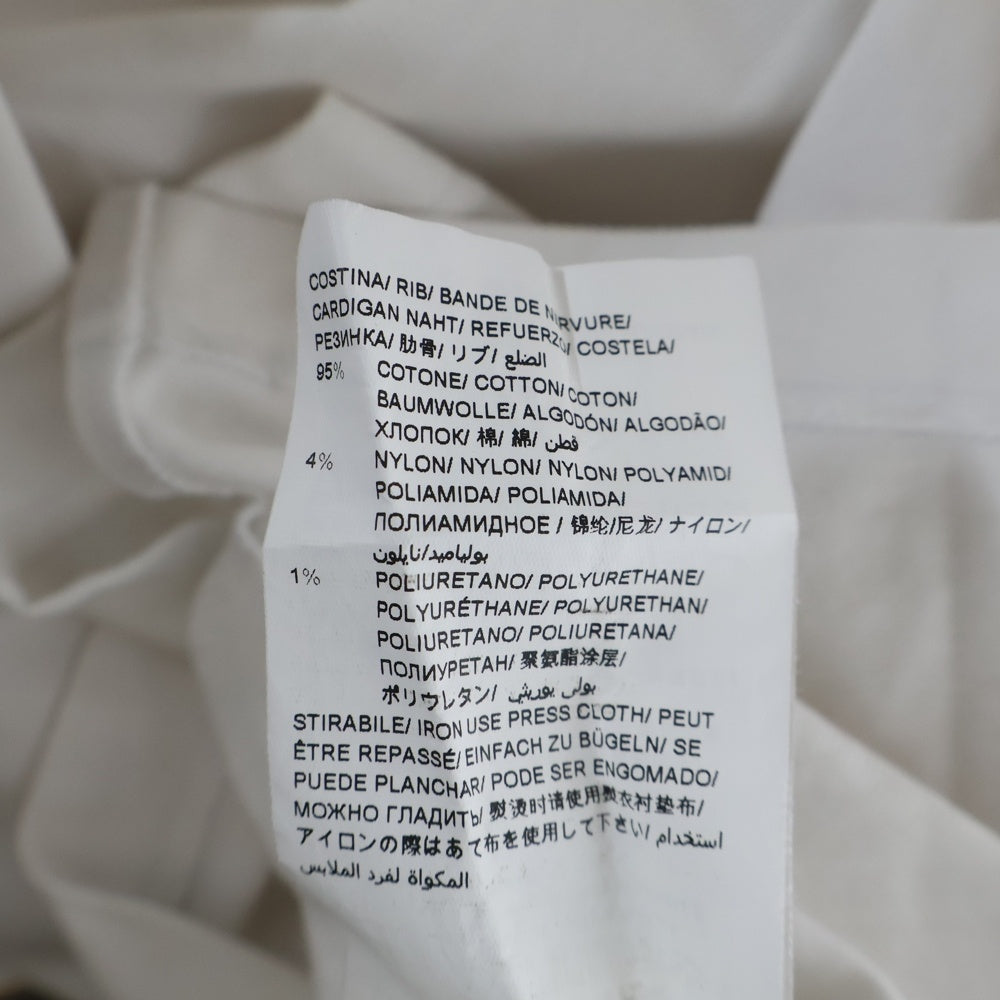 COSTINA/ RIB/ BANDE DE NERVURE/
CARDIGAN NAHT/ REFUERZO/ COSTELA/
РЕЗИНКА/ 肋骨/ リブ/ الضلع
95% COTONE/ COTTON/ COTON/
BAUMWOLLE/ ALGODÓN/ ALGODÃO/
ХЛОПОК/ 棉/ 綿/ قطن
4% NYLON/ NYLON/ NYLON/ POLYAMID/
POLIAMIDA/ POLIAMIDA/
ПОЛИАМИДНОЕ / 锦纶/尼龙/ ナイロン/
بولياميد/نايلون
1% POLIURETANO/ POLYURETHANE/
POLYURÉTHANE/ POLYURETHAN/
POLIURETANO/ POLIURETANA/
ПОЛИУРЕТАН/ 聚氨酯涂层/
ポリウレタン/ بولي يوريثي
STIRABILE/ IRON USE PRESS CLOTH/ PEUT
ÊTRE REPASSÉ/ EINFACH ZU BÜGELN/ SE
PUEDE PLANCHAR/ PODE SER ENGOMADO/
МОЖНО ГЛАДИТЬ/ 熨烫时请使用熨衣衬垫布/
アイロンの際はあて布を使用して下さい/ استخدام
المكواة لفرد الملابس